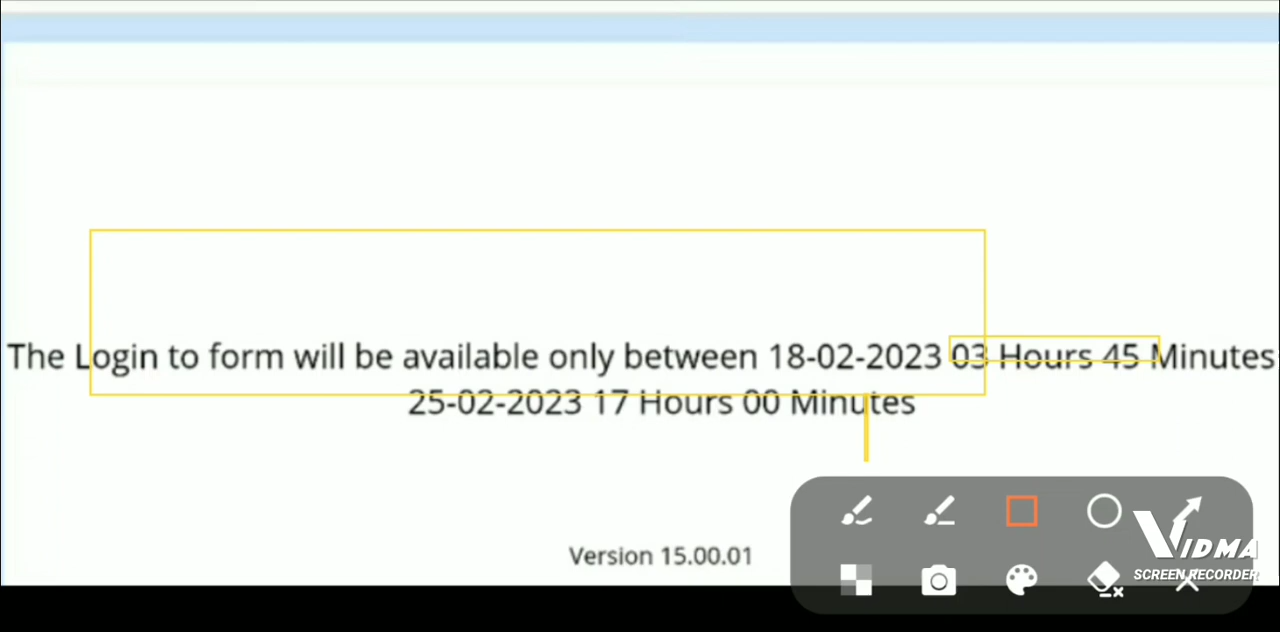 The Login to form will be available only between 18-02-2023 03 Hours 45 Minutes
25-02-2023 17 Hours 00 Minutes
Version 15.00.01
VIDMA
SCREEN RECORDER